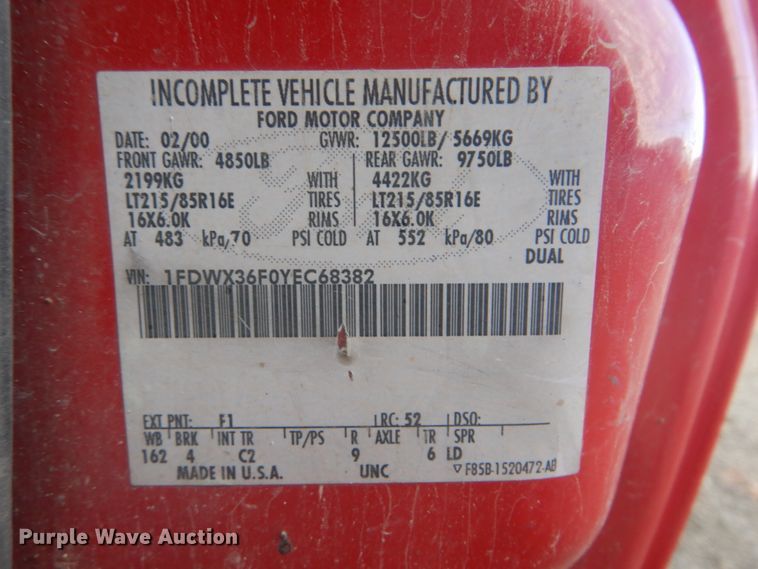 INCOMPLETE VEHICLE MANUFACTURED BY
FORD MOTOR COMPANY
DATE: 02/00 GVWR: 12500LB/ 5669KG
FRONT GAWR: 4850LB REAR GAWR: 9750LB
2199KG WITH 4422KG WITH
LT215/85R16E TIRES LT215/85R16E TIRES
16X6.0K RIMS 16X6.0K RIMS
AT 483 kPa/70 PSI COLD AT 552 kPa/80 PSI COLD
DUAL
VIN: 1FDWX36F0YEC68382
EXT PNT: F1 RC: 52 DSO:
WB BRK INT TR TP/PS R AXLE TR SPR
162 4 C2 9 6 LD
MADE IN U.S.A. UNC F85B-1520472-AB
Purple Wave Auction